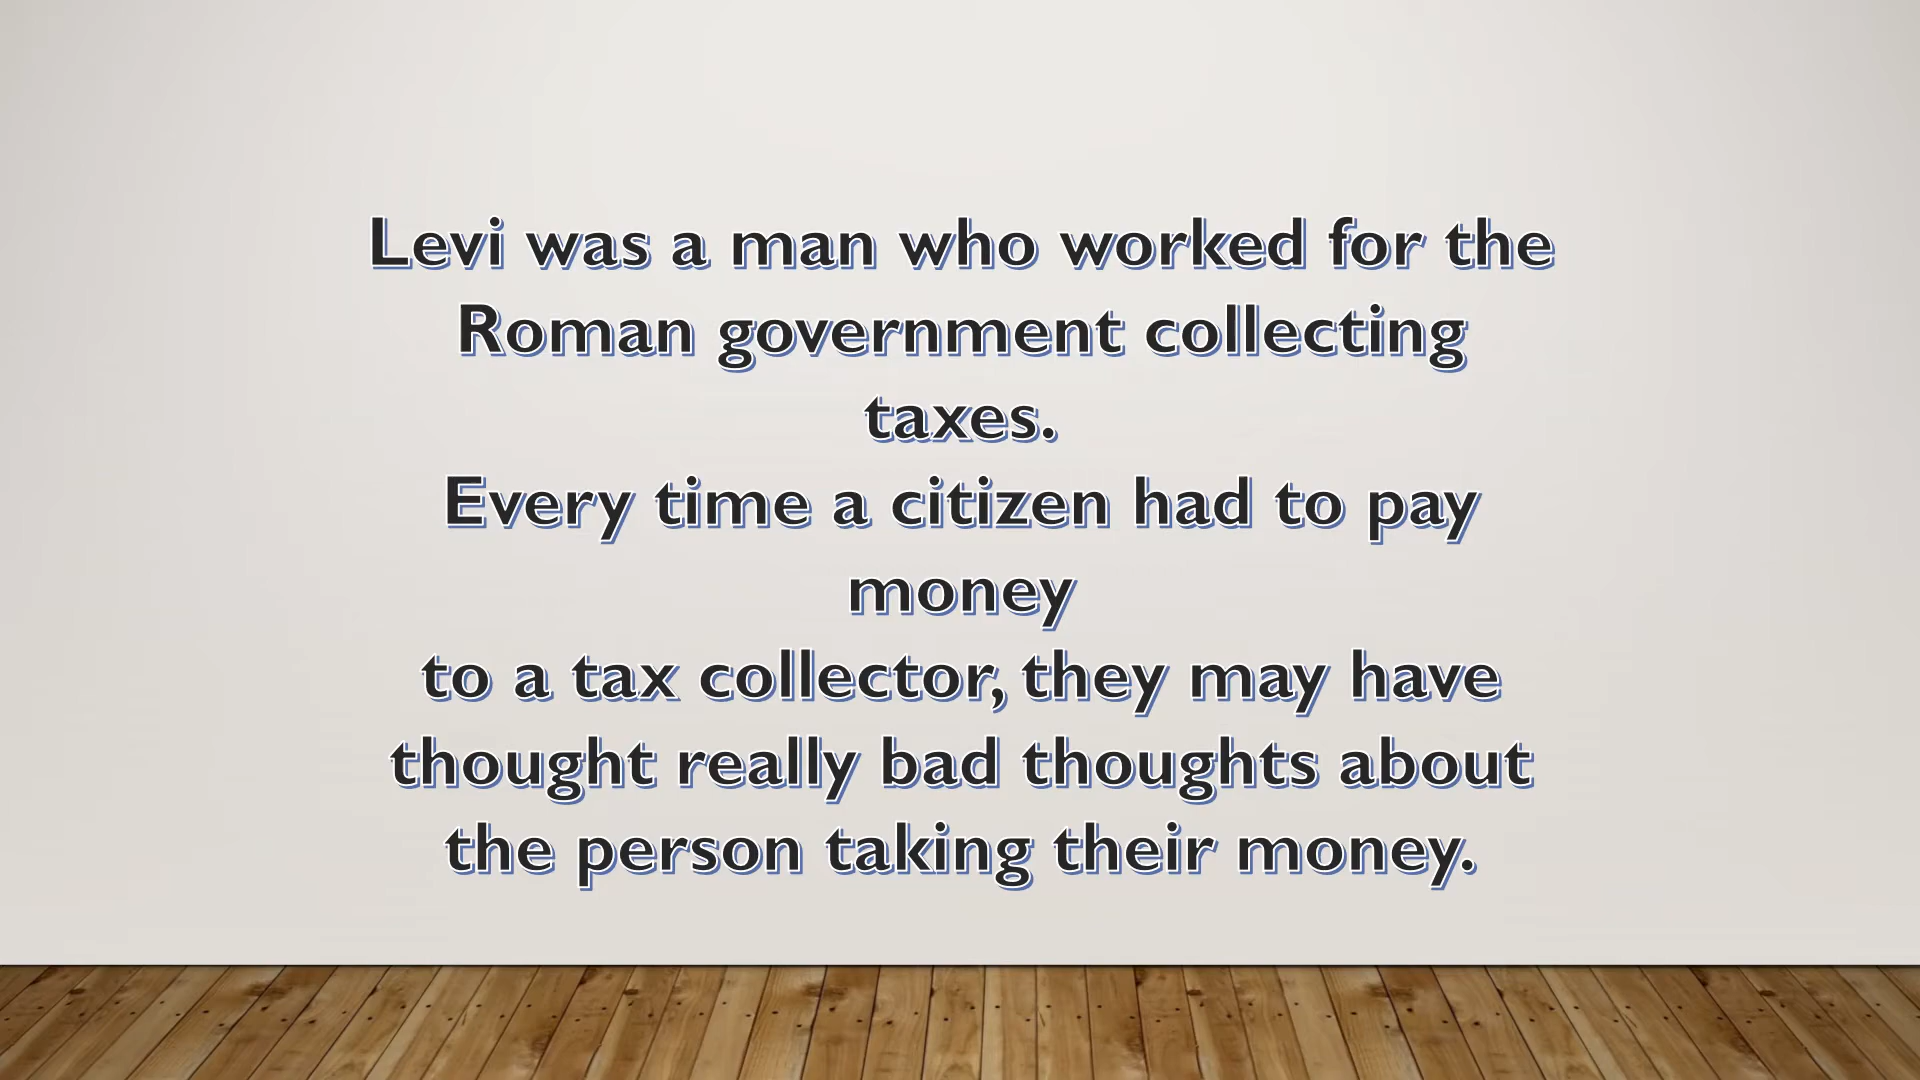 Levi was a man who worked for the
Roman government collecting
taxes.
Every time a citizen had to pay
money
to a tax collector, they may have
thought really bad thoughts about
the person taking their money.